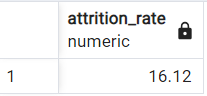 attrition_rate
numeric
1 16.12